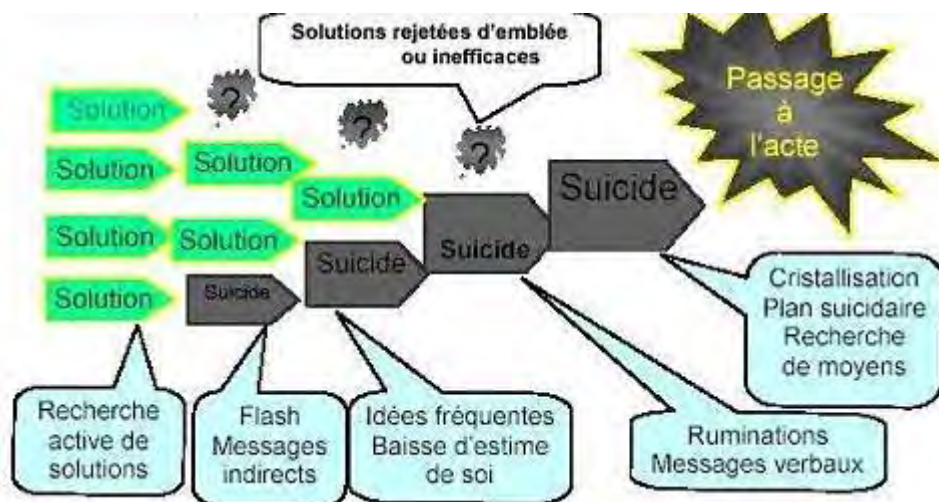 Solutions rejetées d'emblée
ou inefficaces
Passage
à
l'acte
Solution
?
?
?
Solution
Solution
Solution
Suicide
Suicide
Suicide
Solution
Solution
Suicide
Solution
Cristallisation
Plan suicidaire
Recherche
de moyens
Recherche
active de
solutions
Flash
Messages
indirects
Idées fréquentes
Baisse d'estime
de soi
Ruminations
Messages verbaux